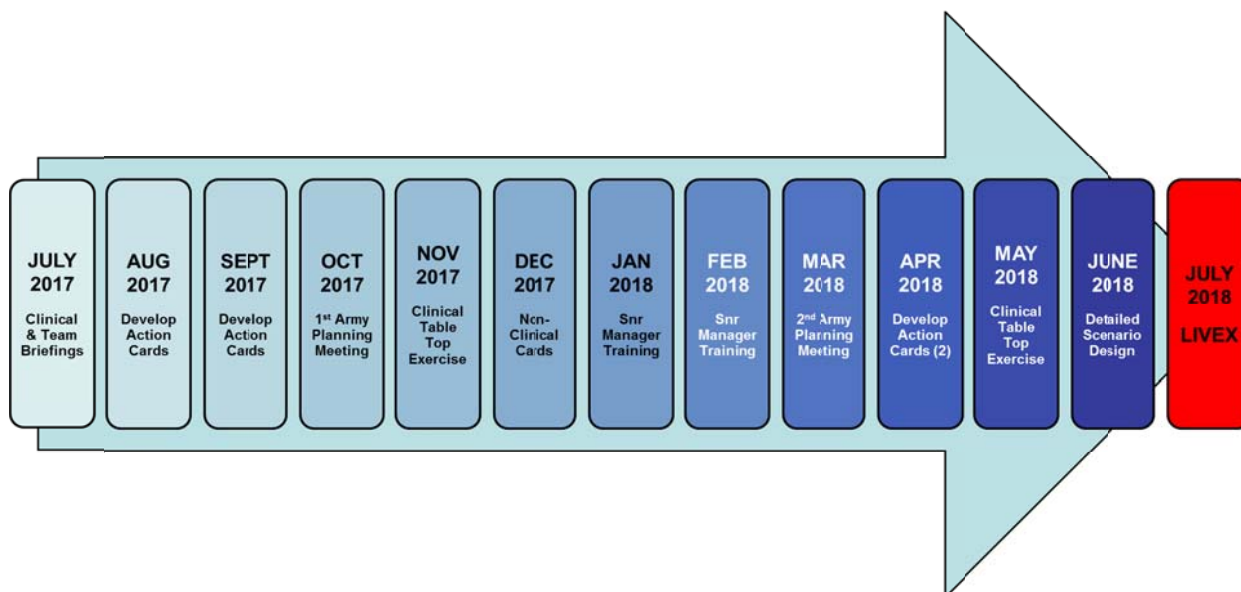 JULY
2017
Clinical
& Team
Briefings
AUG
2017
Develop
Action
Cards
SEPT
2017
Develop
Action
Cards
OCT
2017
1st Army
Planning
Meeting
NOV
2017
Clinical
Table
Top
Exercise
DEC
2017
Non-
Clinical
Cards
JAN
2018
Snr
Manager
Training
FEB
2018
Snr
Manager
Training
MAR
2018
2nd Army
Planning
Meeting
APR
2018
Develop
Action
Cards (2)
MAY
2018
Clinical
Table
Top
Exercise
JUNE
2018
Detailed
Scenario
Design
JULY
2018
LIVEX